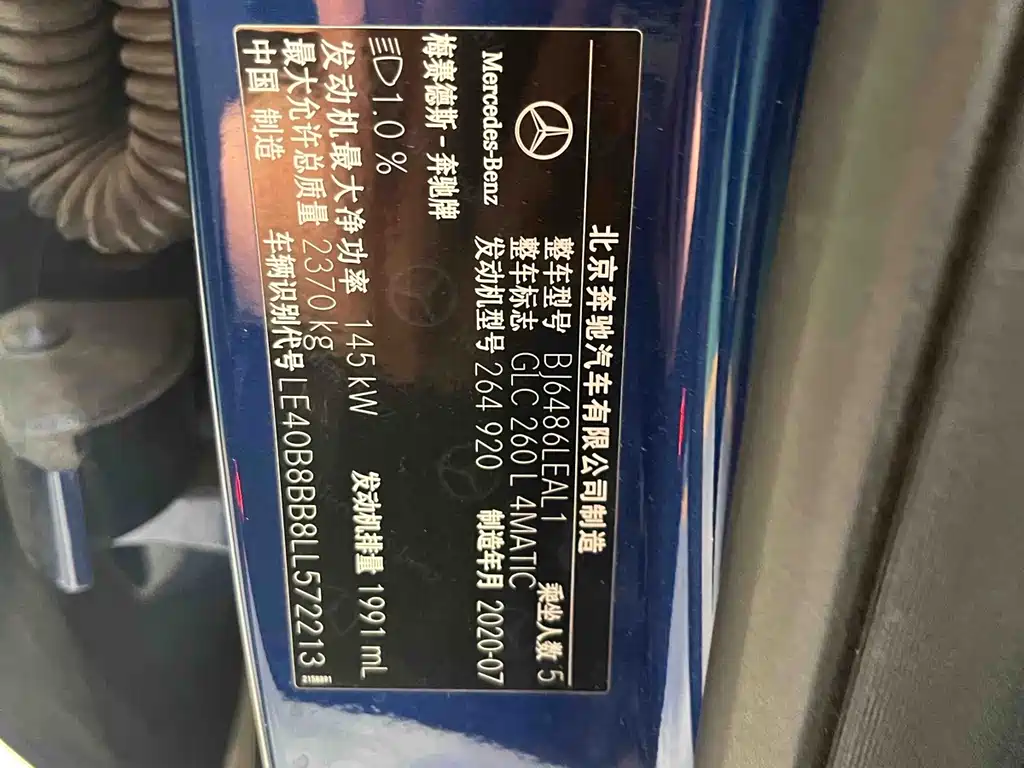 北京奔驰汽车有限公司制造
Mercedes-Benz
梅赛德斯-奔驰牌
整车型号 BJ6486LEAL1
乘坐人数 5
整车标志 GLC 260 L 4MATIC
发动机型号 264 920
制造年月 2020-07
1.0 %
发动机最大净功率 145 kW
发动机排量 1991 mL
最大允许总质量 2370 kg
中国 制造
车辆识别代号 LE40B8BB8LL572213
2158891